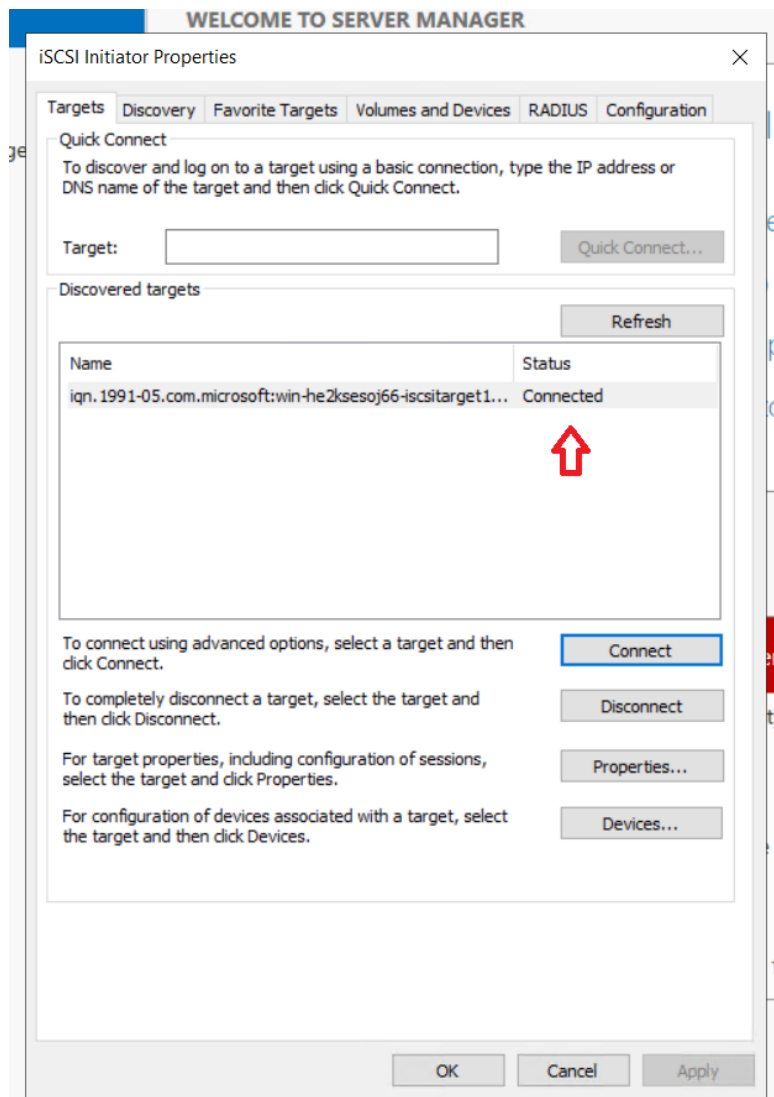 WELCOME TO SERVER MANAGER
iSCSI Initiator Properties
Targets Discovery Favorite Targets Volumes and Devices RADIUS Configuration
Quick Connect
To discover and log on to a target using a basic connection, type the IP address or
DNS name of the target and then click Quick Connect.
Target: Quick Connect...
Discovered targets
Refresh
Name Status
iqn.1991-05.com.microsoft:win-he2ksesoj66-iscsitarget1... Connected
To connect using advanced options, select a target and then
click Connect.
Connect
To completely disconnect a target, select the target and
then click Disconnect.
Disconnect
For target properties, including configuration of sessions,
select the target and click Properties.
Properties...
For configuration of devices associated with a target, select
the target and then click Devices.
Devices...
OK Cancel Apply